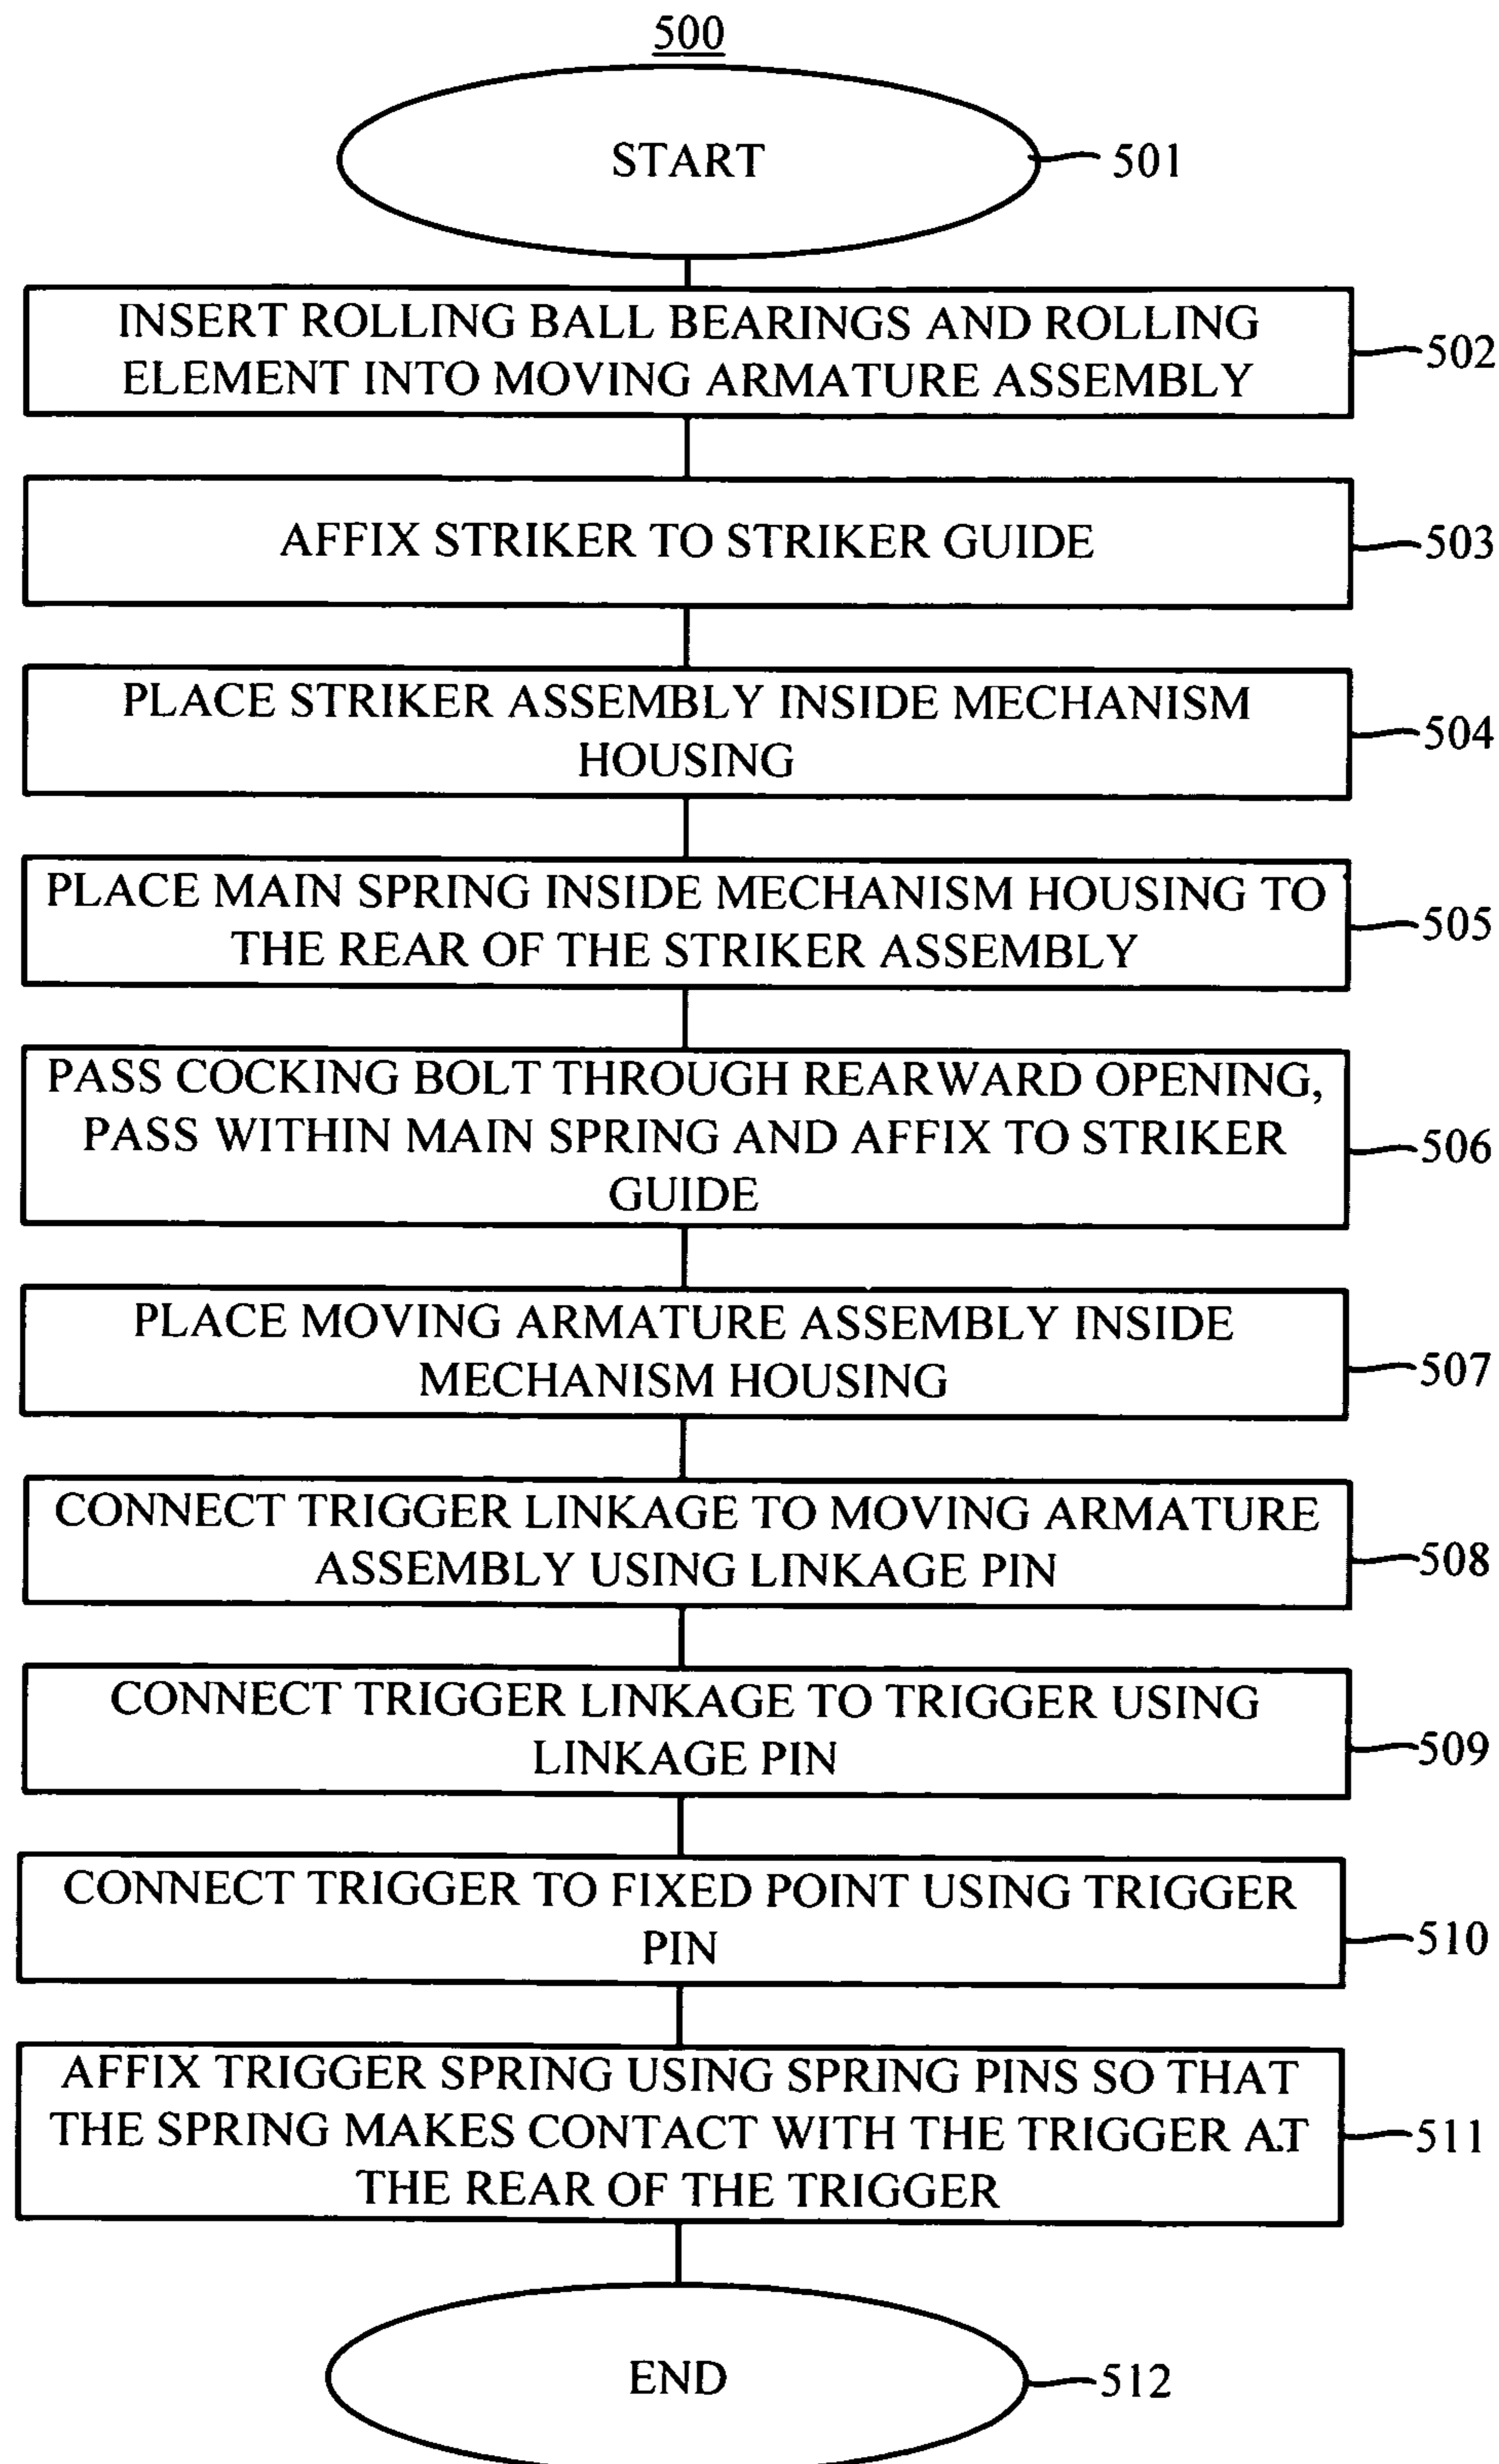 500
START
501
INSERT ROLLING BALL BEARINGS AND ROLLING
ELEMENT INTO MOVING ARMATURE ASSEMBLY
502
AFFIX STRIKER TO STRIKER GUIDE
503
PLACE STRIKER ASSEMBLY INSIDE MECHANISM
HOUSING
504
PLACE MAIN SPRING INSIDE MECHANISM HOUSING TO
THE REAR OF THE STRIKER ASSEMBLY
505
PASS COCKING BOLT THROUGH REARWARD OPENING,
PASS WITHIN MAIN SPRING AND AFFIX TO STRIKER
GUIDE
506
PLACE MOVING ARMATURE ASSEMBLY INSIDE
MECHANISM HOUSING
507
CONNECT TRIGGER LINKAGE TO MOVING ARMATURE
ASSEMBLY USING LINKAGE PIN
508
CONNECT TRIGGER LINKAGE TO TRIGGER USING
LINKAGE PIN
509
CONNECT TRIGGER TO FIXED POINT USING TRIGGER
PIN
510
AFFIX TRIGGER SPRING USING SPRING PINS SO THAT
THE SPRING MAKES CONTACT WITH THE TRIGGER AT
THE REAR OF THE TRIGGER
511
END
512